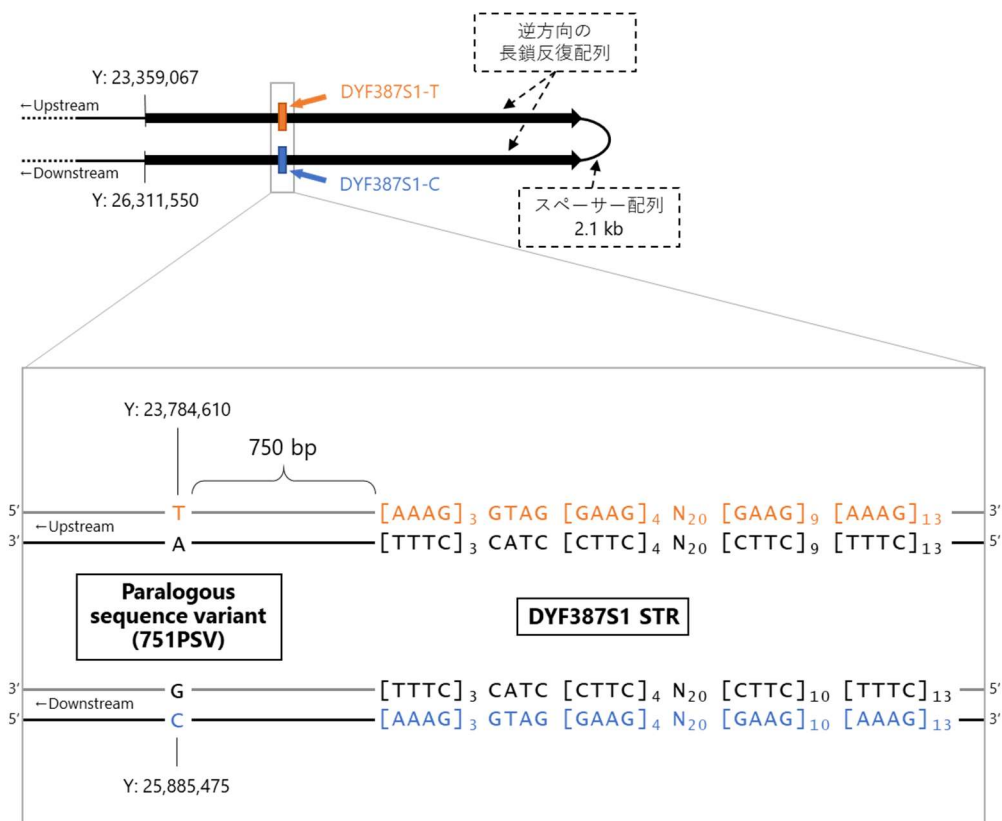 逆方向の
長鎖反復配列
Y: 23,359,067
DYF387S1-T
←Upstream
←Downstream
DYF387S1-C
Y: 26,311,550
スペーサー配列
2.1 kb
Y: 23,784,610
750 bp
5' T [AAAG]3 GTAG [GAAG]4 N20 [GAAG]9 [AAAG]13 3'
←Upstream
3' A [TTTC]3 CATC [CTTC]4 N20 [CTTC]9 [TTTC]13 5'
Paralogous
sequence variant
(751PSV)
DYF387S1 STR
3' G [TTTC]3 CATC [CTTC]4 N20 [CTTC]10 [TTTC]13 5'
←Downstream
5' C [AAAG]3 GTAG [GAAG]4 N20 [GAAG]10 [AAAG]13 3'
Y: 25,885,475